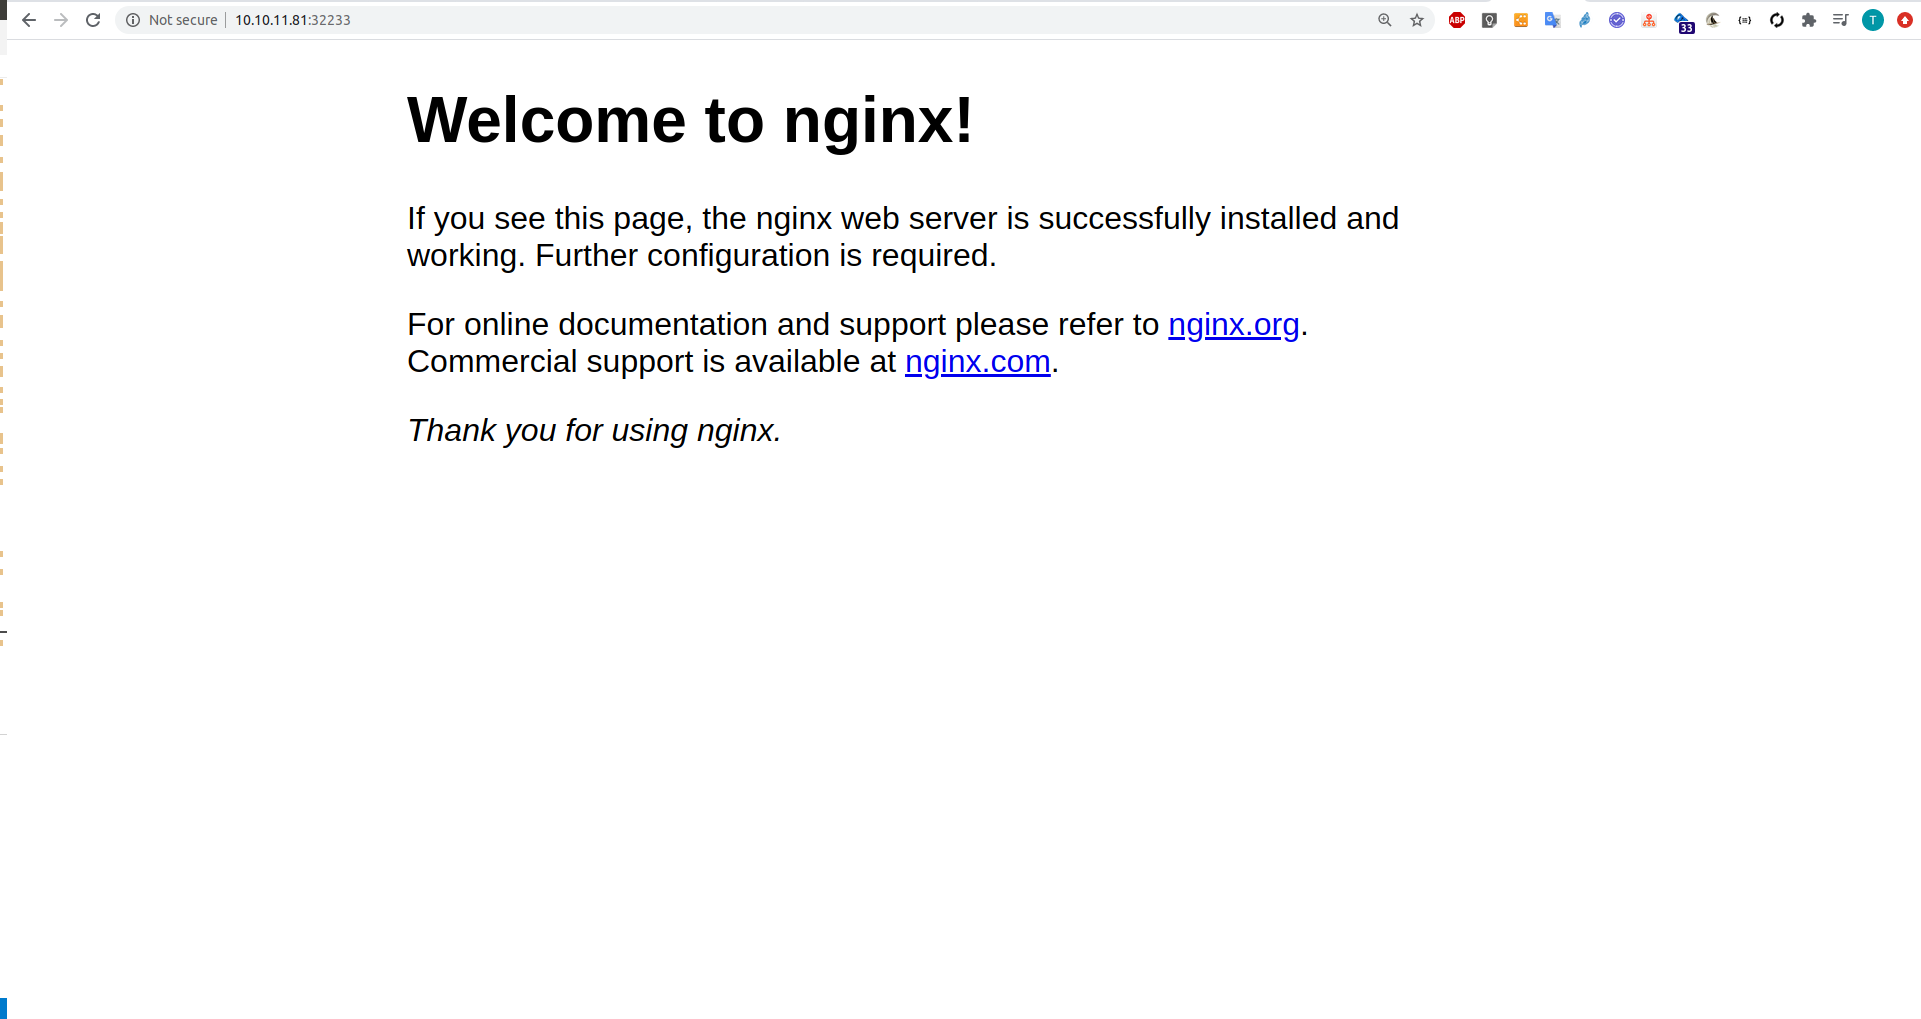 Not secure | 10.10.11.81:32233
ABP
33
T
Welcome to nginx!
If you see this page, the nginx web server is successfully installed and
working. Further configuration is required.
For online documentation and support please refer to nginx.org.
Commercial support is available at nginx.com.
Thank you for using nginx.